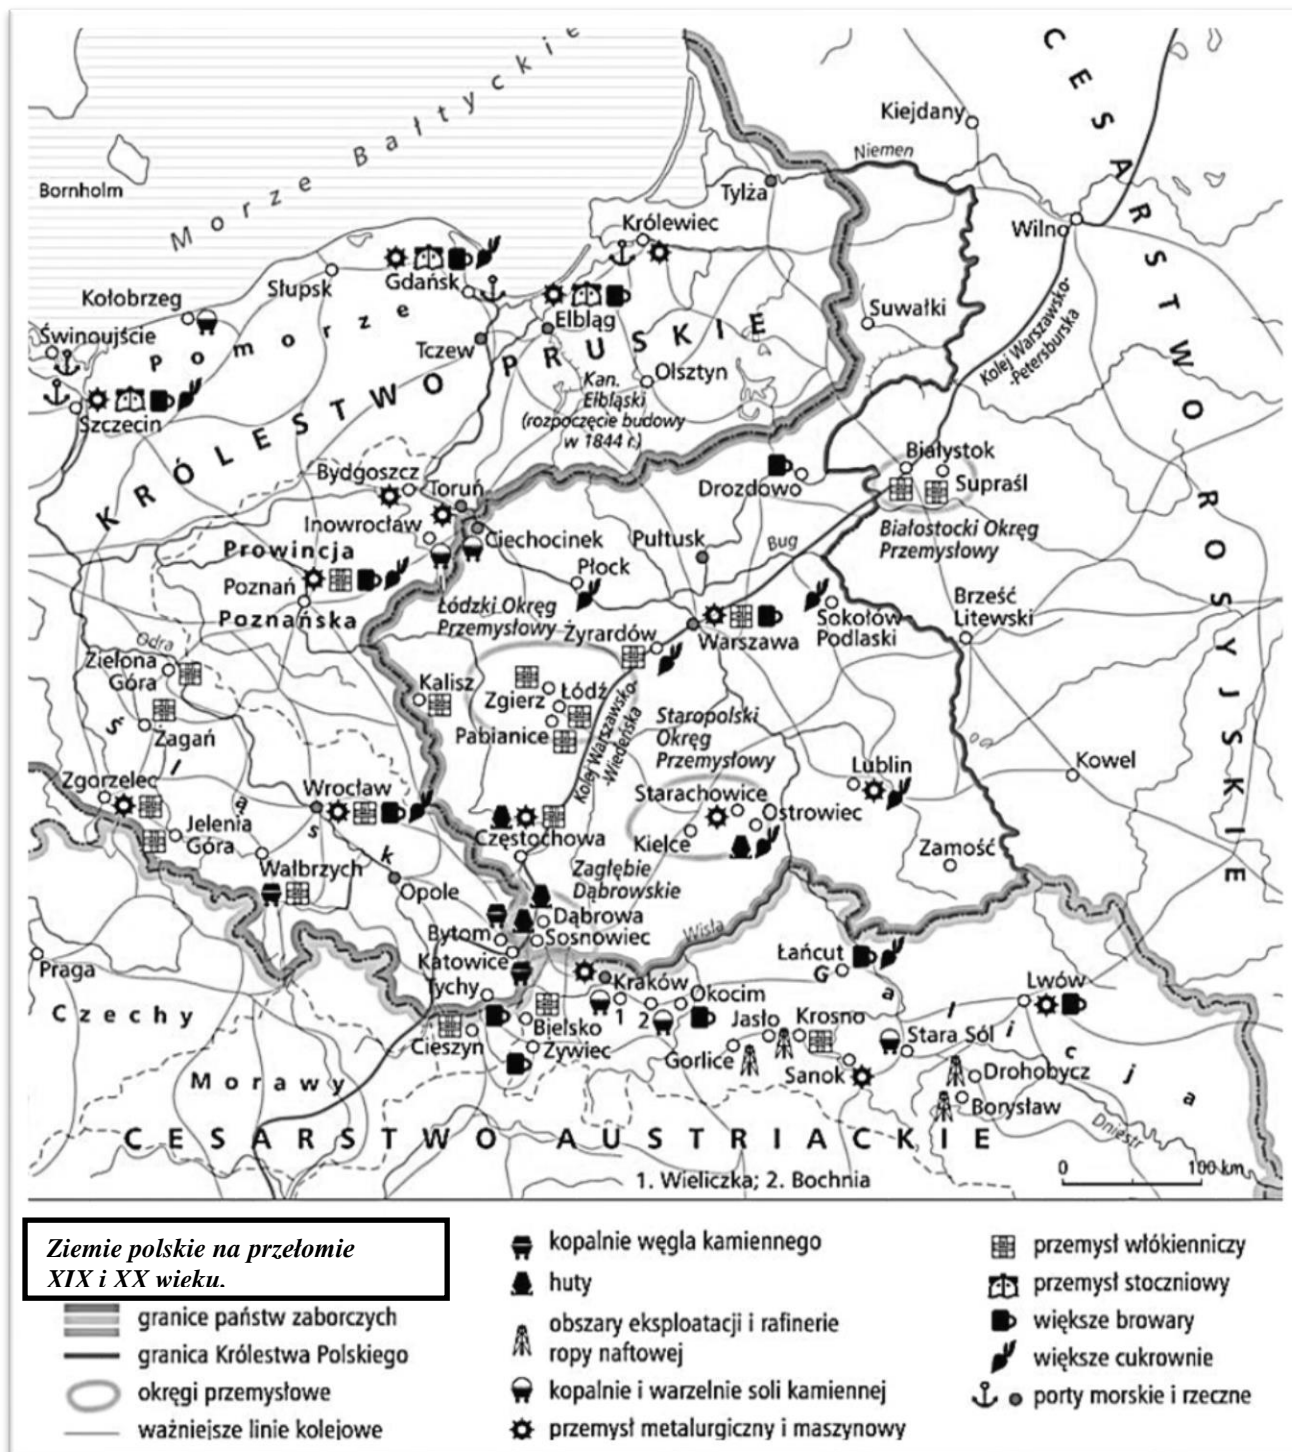 Morze Bałtyckie
CESARSTWO ROSYJSKIE
Kiejdany
Niemen
Bornholm
Tylża
Królewiec
Wilno
Gdańsk
Słupsk
Kołobrzeg
Elbląg
Suwałki
Kolej Warszawsko-
-Petersburska
Świnoujście
Pomorze
Tczew
KRÓLESTWO PRUSKIE
Olsztyn
Kan.
Elbląski
(rozpoczęcie budowy
w 1844 r.)
Szczecin
Białystok
Supraśl
Bydgoszcz
Toruń
Drozdowo
Inowrocław
Ciechocinek
Pułtusk
Bug
Białostocki Okręg
Przemysłowy
Prowincja
Poznańska
Poznań
Płock
Łódzki Okręg
Przemysłowy
Żyrardów
Warszawa
Sokołów
Podlaski
Brześć
Litewski
Odra
Zielona
Góra
Kalisz
Zgierz
Łódź
Pabianice
Kolej Warszawsko-
-Wiedeńska
Staropolski
Okręg
Przemysłowy
Żagań
Śląsk
Zgorzelec
Wrocław
Lublin
Kowel
Starachowice
Ostrowiec
Kielce
Częstochowa
Jelenia
Góra
Wałbrzych
Zamość
Zagłębie
Dąbrowskie
Opole
Dąbrowa
Sosnowiec
Bytom
Wisła
Katowice
Tychy
Praga
Łańcut
Galicja
Kraków
1
2
Okocim
Lwów
Czechy
Bielsko
Cieszyn
Żywiec
Jasło
Krosno
Gorlice
Sanok
Stara Sól
Drohobycz
Borysław
Morawy
Dniestr
CESARSTWO AUSTRIACKIE
0 100 km
1. Wieliczka; 2. Bochnia
Ziemie polskie na przełomie
XIX i XX wieku.
granice państw zaborczych
granica Królestwa Polskiego
okręgi przemysłowe
ważniejsze linie kolejowe
kopalnie węgla kamiennego
huty
obszary eksploatacji i rafinerie
ropy naftowej
kopalnie i warzelnie soli kamiennej
przemysł metalurgiczny i maszynowy
przemysł włókienniczy
przemysł stoczniowy
większe browary
większe cukrownie
porty morskie i rzeczne